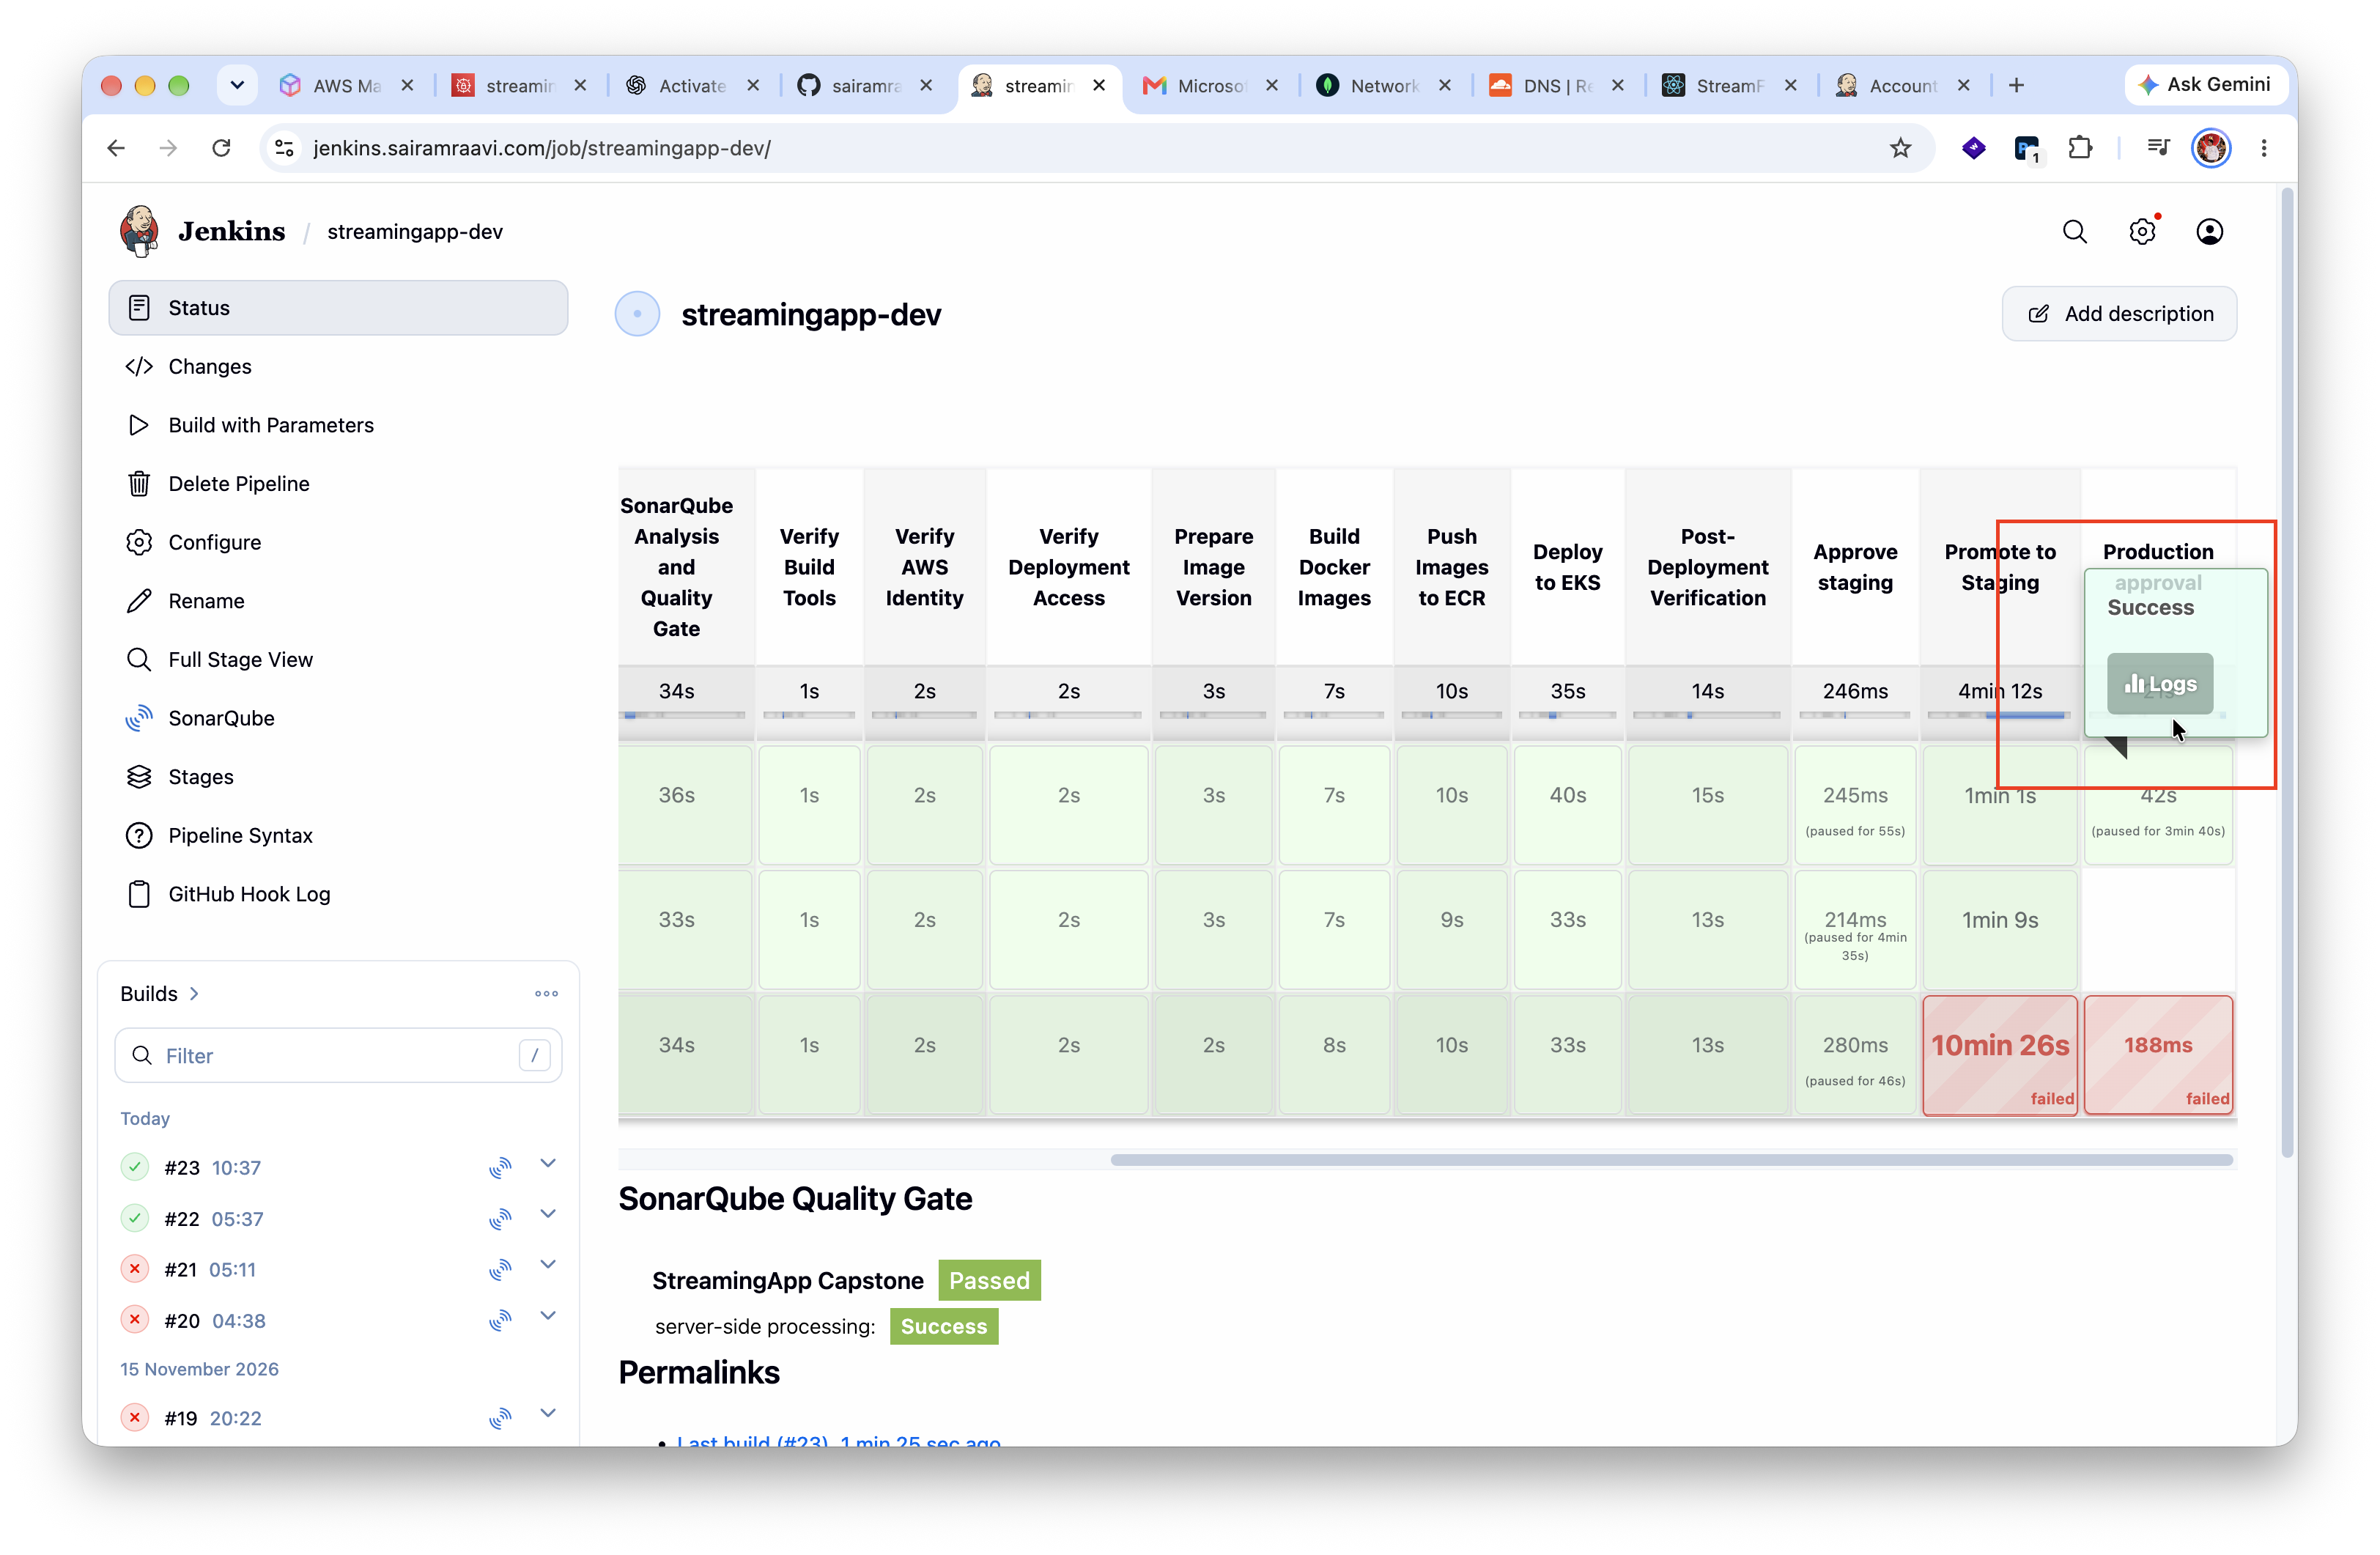 AWS Ma
streamin
Activate
sairamra
streamin
Microsof
Network
DNS | Re
StreamF
Account
Ask Gemini
jenkins.sairamraavi.com/job/streamingapp-dev/
1
Jenkins / streamingapp-dev
Status
Changes
Build with Parameters
Delete Pipeline
Configure
Rename
Full Stage View
SonarQube
Stages
Pipeline Syntax
GitHub Hook Log
Builds
Filter
/
Today
#23 10:37
#22 05:37
#21 05:11
#20 04:38
15 November 2026
#19 20:22
streamingapp-dev
Add description
SonarQube
Analysis
and
Quality
Gate
Verify
Build
Tools
Verify
AWS
Identity
Verify
Deployment
Access
Prepare
Image
Version
Build
Docker
Images
Push
Images
to ECR
Deploy
to EKS
Post-
Deployment
Verification
Approve
staging
Promote to
Staging
Production
approval
Success
Logs
34s 1s 2s 2s 3s 7s 10s 35s 14s 246ms 4min 12s
36s 1s 2s 2s 3s 7s 10s 40s 15s 245ms 1min 1s 42s
(paused for 55s) (paused for 3min 40s)
33s 1s 2s 2s 3s 7s 9s 33s 13s 214ms 1min 9s
(paused for 4min
35s)
34s 1s 2s 2s 2s 8s 10s 33s 13s 280ms 10min 26s 188ms
(paused for 46s)
failed failed
SonarQube Quality Gate
StreamingApp Capstone Passed
server-side processing: Success
Permalinks
Last build (#23), 1 min 25 sec ago